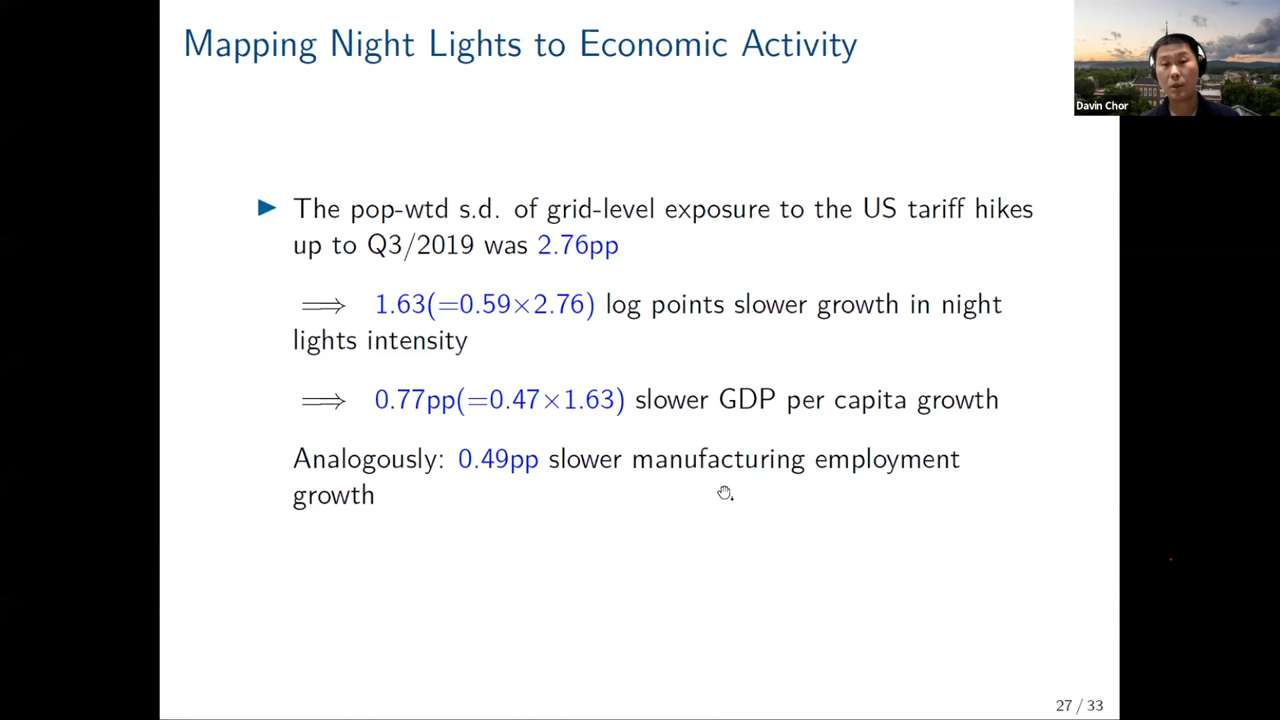 Mapping Night Lights to Economic Activity
Davin Chor
▶ The pop-wtd s.d. of grid-level exposure to the US tariff hikes
up to Q3/2019 was 2.76pp
⟹ 1.63(=0.59×2.76) log points slower growth in night
lights intensity
⟹ 0.77pp(=0.47×1.63) slower GDP per capita growth
Analogously: 0.49pp slower manufacturing employment
growth
27 / 33